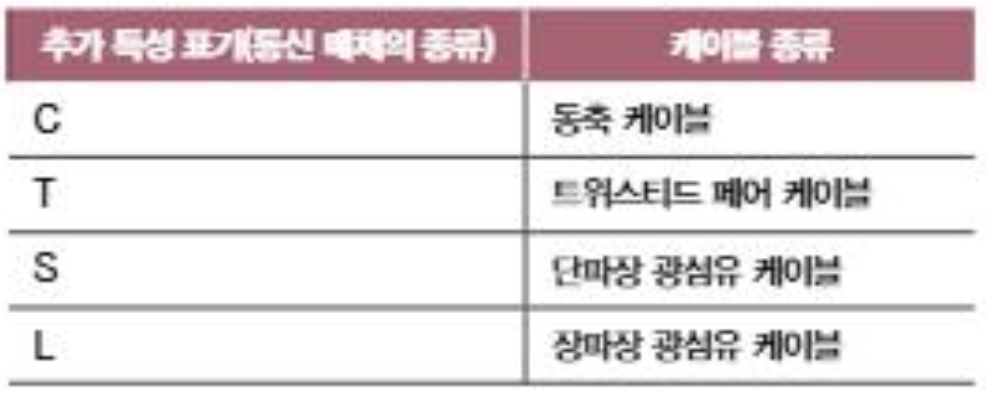 추가 특성 표기(통신 매체의 종류) 케이블 종류
C 동축 케이블
T 트위스티드 페어 케이블
S 단파장 광섬유 케이블
L 장파장 광섬유 케이블